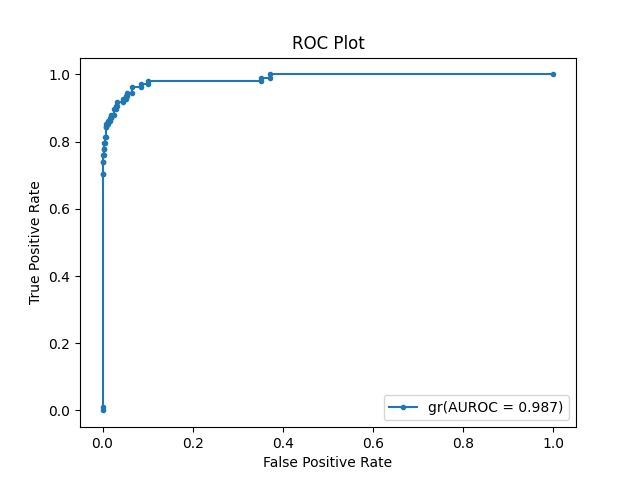 ROC Plot
1.0
0.8
0.6
0.4
0.2
0.0
True Positive Rate
gr(AUROC = 0.987)
0.0 0.2 0.4 0.6 0.8 1.0
False Positive Rate